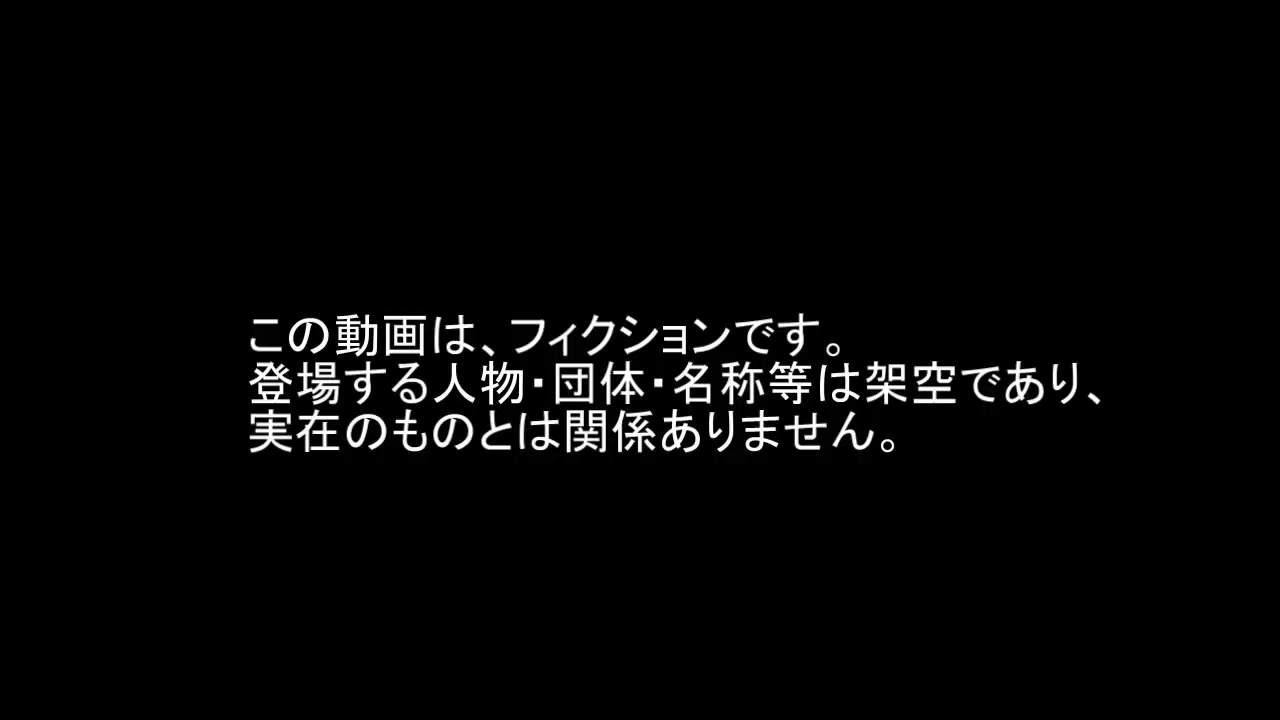 この動画は、フィクションです。
登場する人物・団体・名称等は架空であり、
実在のものとは関係ありません。